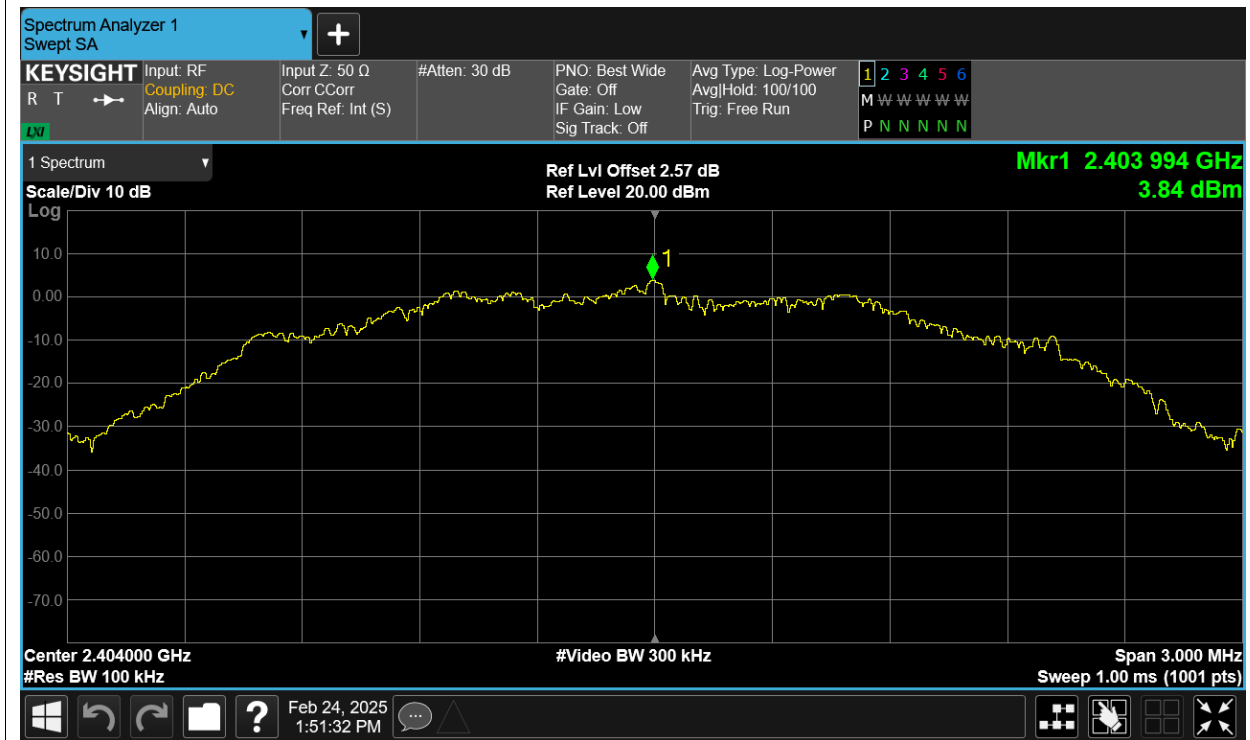 Spectrum Analyzer 1
Swept SA
KEYSIGHT
R T
LXI
Input: RF
Coupling: DC
Align: Auto
Input Z: 50 Ω
Corr CCorr
Freq Ref: Int (S)
#Atten: 30 dB
PNO: Best Wide
Gate: Off
IF Gain: Low
Sig Track: Off
Avg Type: Log-Power
Avg|Hold: 100/100
Trig: Free Run
1 2 3 4 5 6
M W W W W W
P N N N N N
1 Spectrum
Scale/Div 10 dB
Log
Ref Lvl Offset 2.57 dB
Ref Level 20.00 dBm
Mkr1 2.403 994 GHz
3.84 dBm
1
10.0
0.00
-10.0
-20.0
-30.0
-40.0
-50.0
-60.0
-70.0
Center 2.404000 GHz
#Res BW 100 kHz
#Video BW 300 kHz
Span 3.000 MHz
Sweep 1.00 ms (1001 pts)
?
Feb 24, 2025
1:51:32 PM